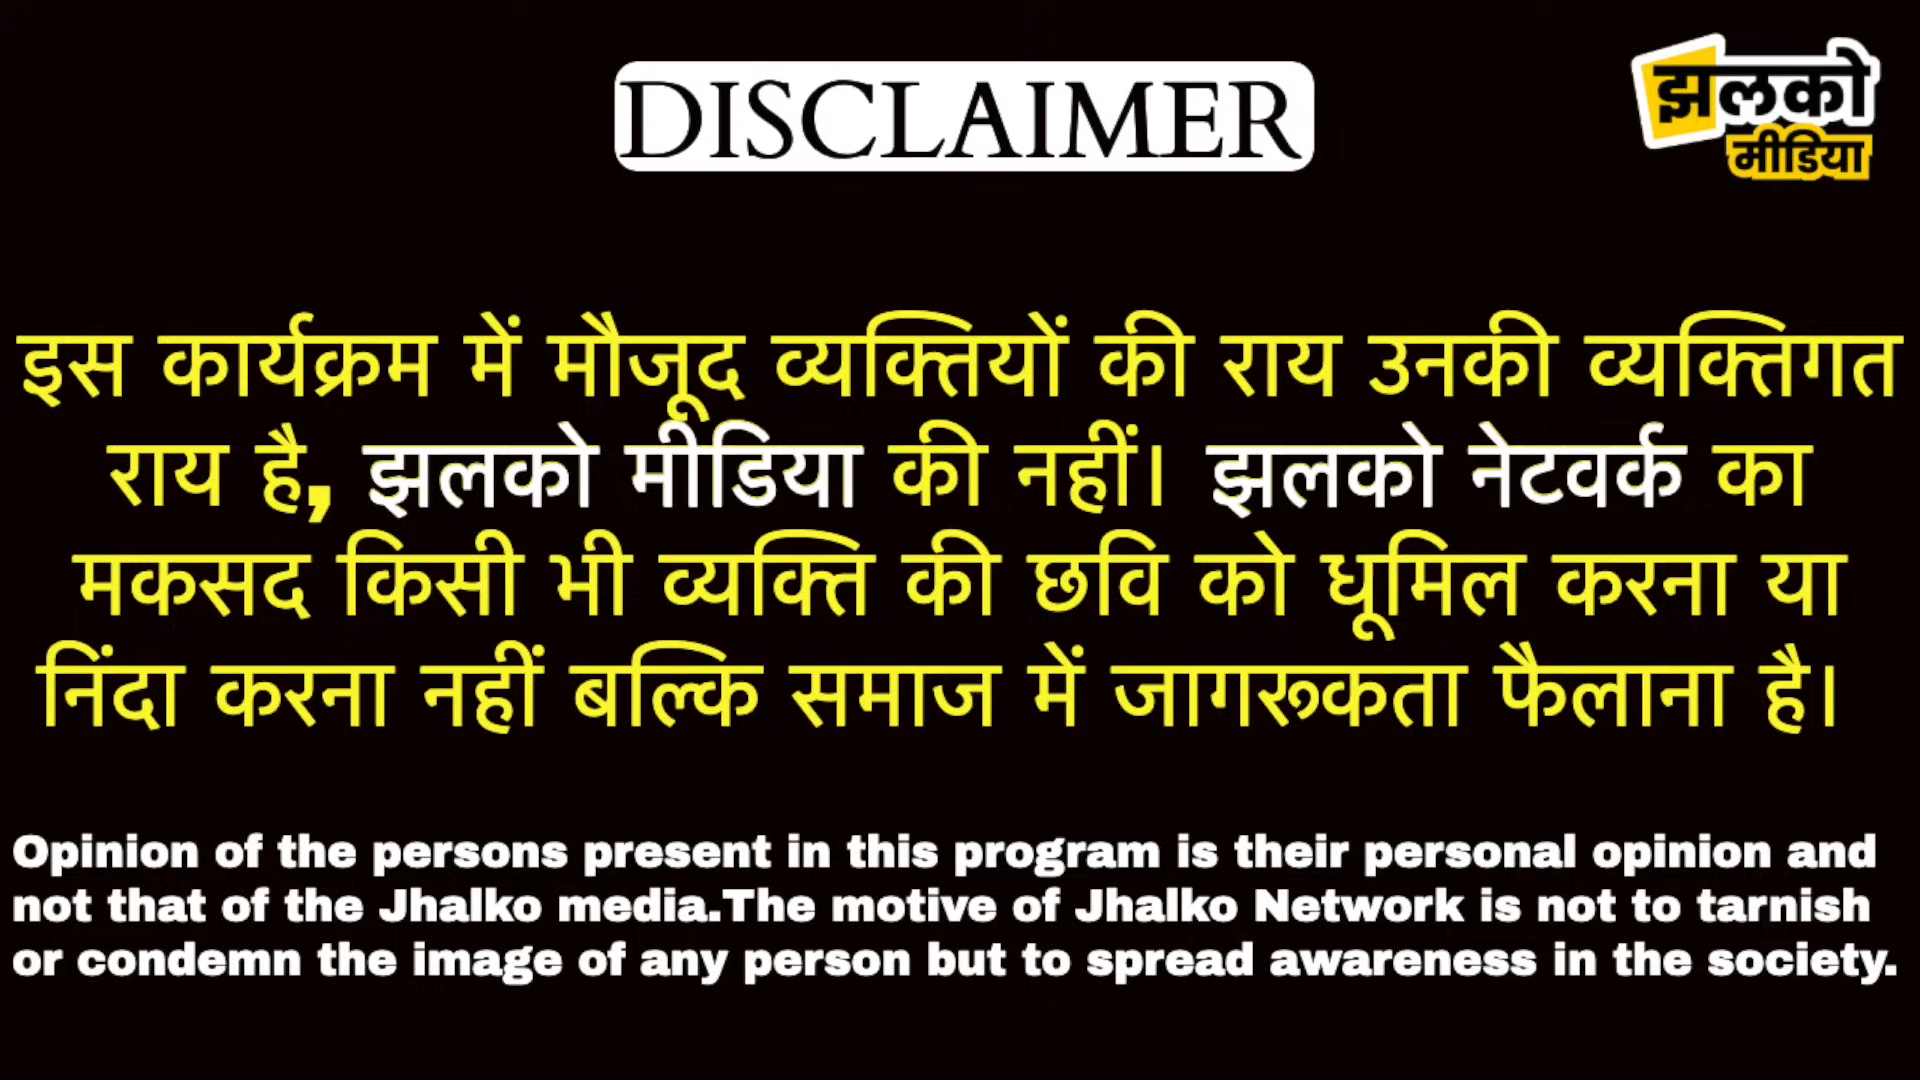 DISCLAIMER
झलको
मीडिया
इस कार्यक्रम में मौजूद व्यक्तियों की राय उनकी व्यक्तिगत
राय है, झलको मीडिया की नहीं। झलको नेटवर्क का
मकसद किसी भी व्यक्ति की छवि को धूमिल करना या
निंदा करना नहीं बल्कि समाज में जागरूकता फैलाना है।
Opinion of the persons present in this program is their personal opinion and
not that of the Jhalko media.The motive of Jhalko Network is not to tarnish
or condemn the image of any person but to spread awareness in the society.